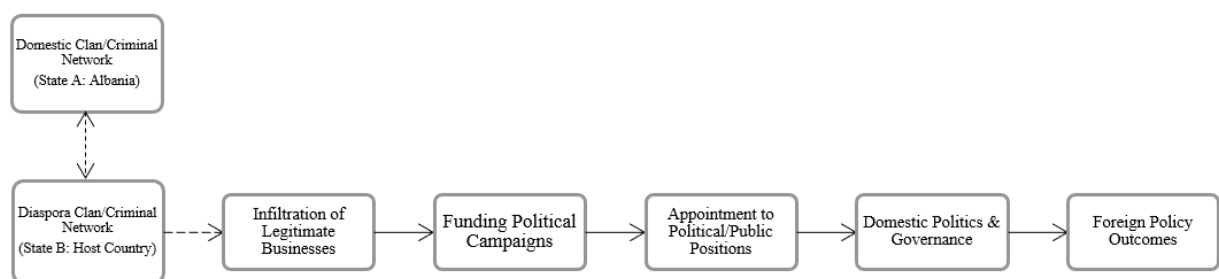 Domestic Clan/Criminal
Network
(State A: Albania)
Diaspora Clan/Criminal
Network
(State B: Host Country)
Infiltration of
Legitimate
Businesses
Funding Political
Campaigns
Appointment to
Political/Public
Positions
Domestic Politics &
Governance
Foreign Policy
Outcomes